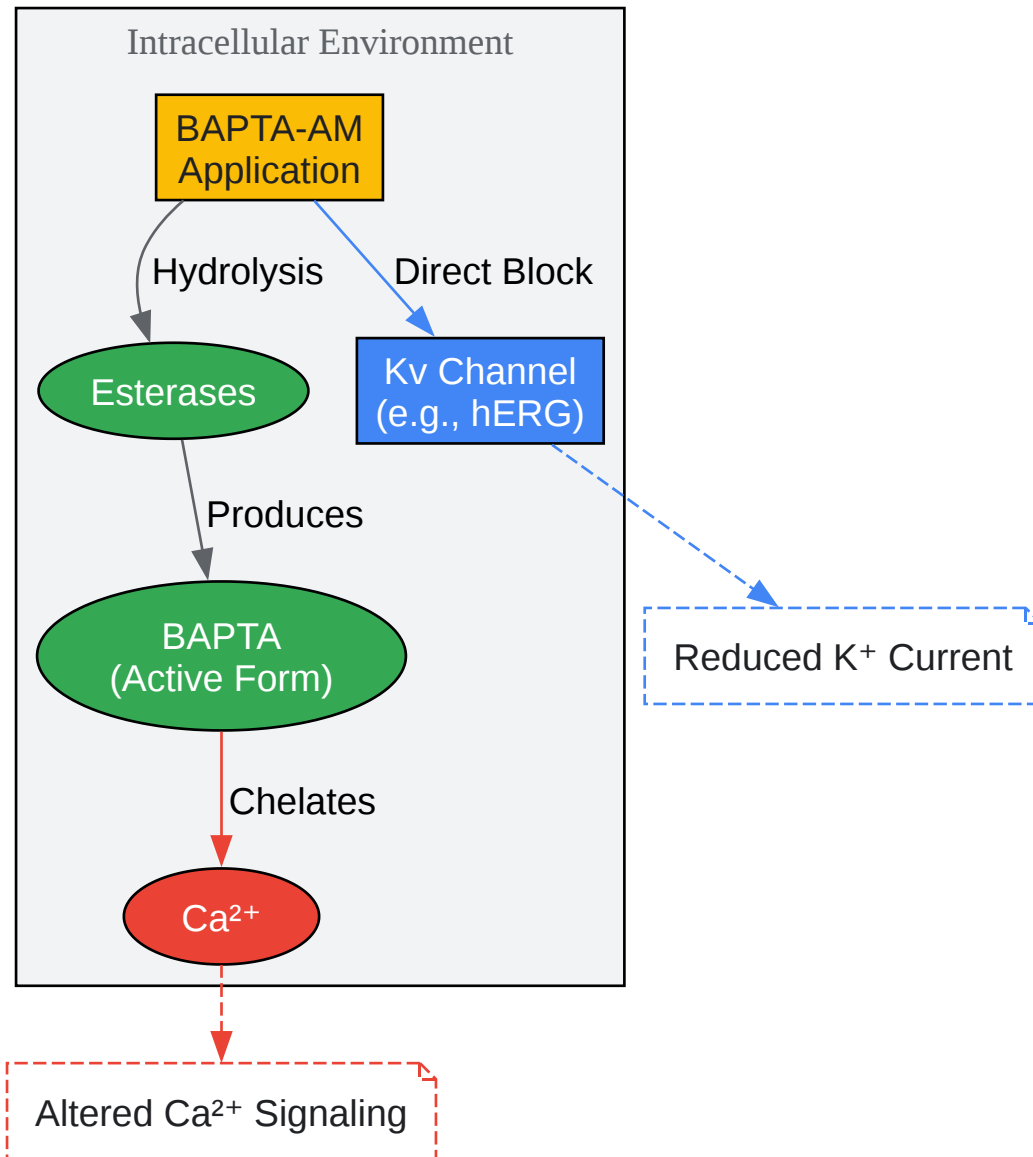 Intracellular Environment
BAPTA-AM
Application
Hydrolysis
Direct Block
Esterases
Kv Channel
(e.g., hERG)
Produces
BAPTA
(Active Form)
Reduced K⁺ Current
Chelates
Ca²⁺
Altered Ca²⁺ Signaling